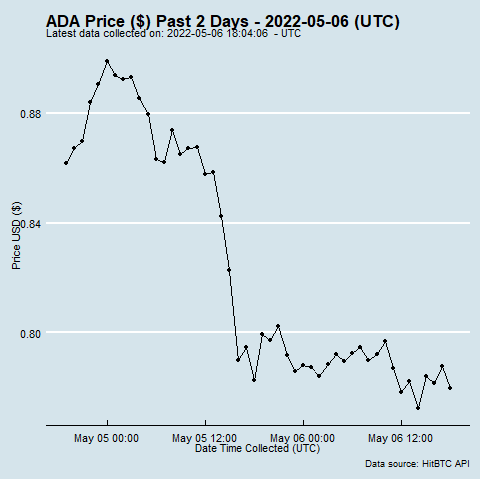 ADA Price ($) Past 2 Days - 2022-05-06 (UTC)
Latest data collected on: 2022-05-06 18:04:06 - UTC
0.88
0.84
0.80
Price USD ($)
May 05 00:00
May 05 12:00
May 06 00:00
May 06 12:00
Date Time Collected (UTC)
Data source: HitBTC API